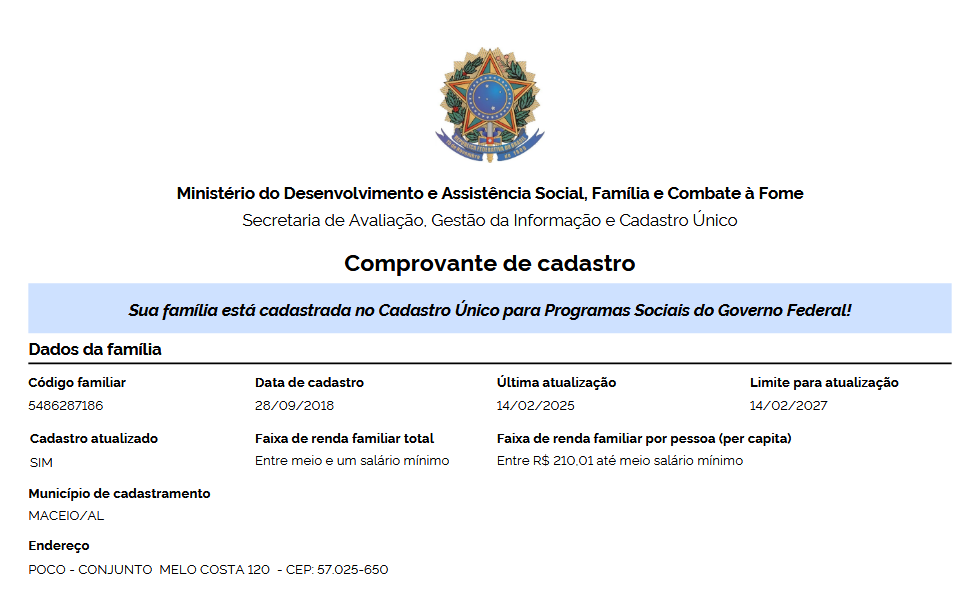 Ministério do Desenvolvimento e Assistência Social, Família e Combate à Fome
Secretaria de Avaliação, Gestão da Informação e Cadastro Único
Comprovante de cadastro
Sua família está cadastrada no Cadastro Único para Programas Sociais do Governo Federal!
Dados da família
Código familiar Data de cadastro Última atualização Limite para atualização
5486287186 28/09/2018 14/02/2025 14/02/2027
Cadastro atualizado Faixa de renda familiar total Faixa de renda familiar por pessoa (per capita)
SIM Entre meio e um salário mínimo Entre R$ 210,01 até meio salário mínimo
Município de cadastramento
MACEIO/AL
Endereço
POCO - CONJUNTO MELO COSTA 120 - CEP: 57.025-650